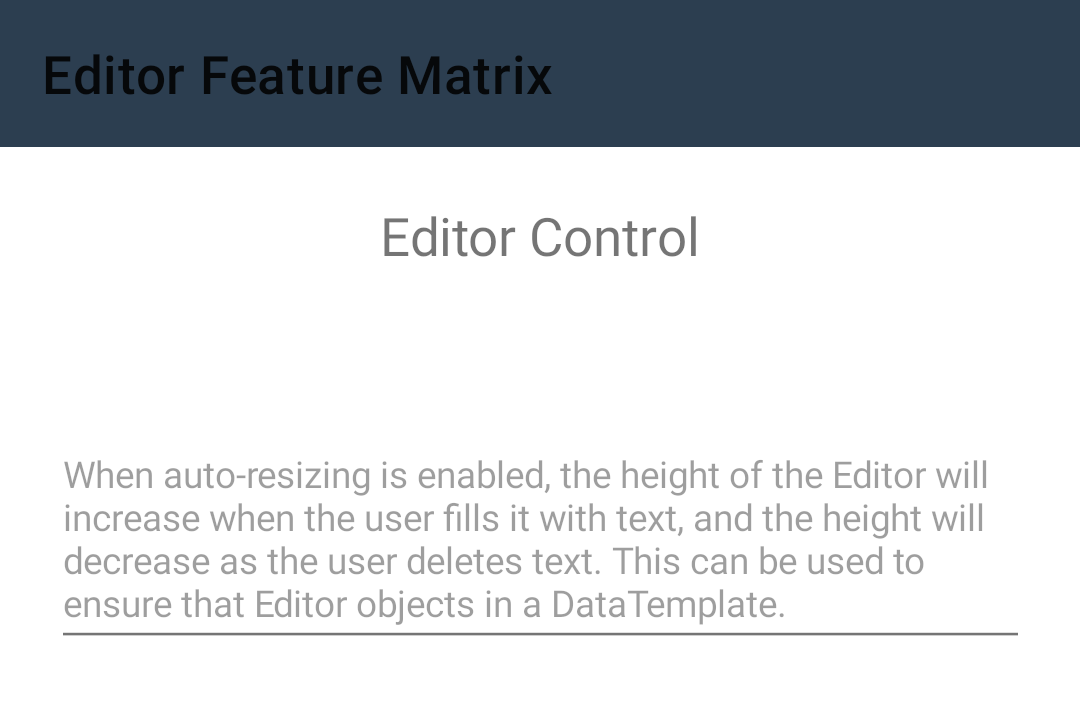 Editor Feature Matrix
Editor Control
When auto-resizing is enabled, the height of the Editor will
increase when the user fills it with text, and the height will
decrease as the user deletes text. This can be used to
ensure that Editor objects in a DataTemplate.